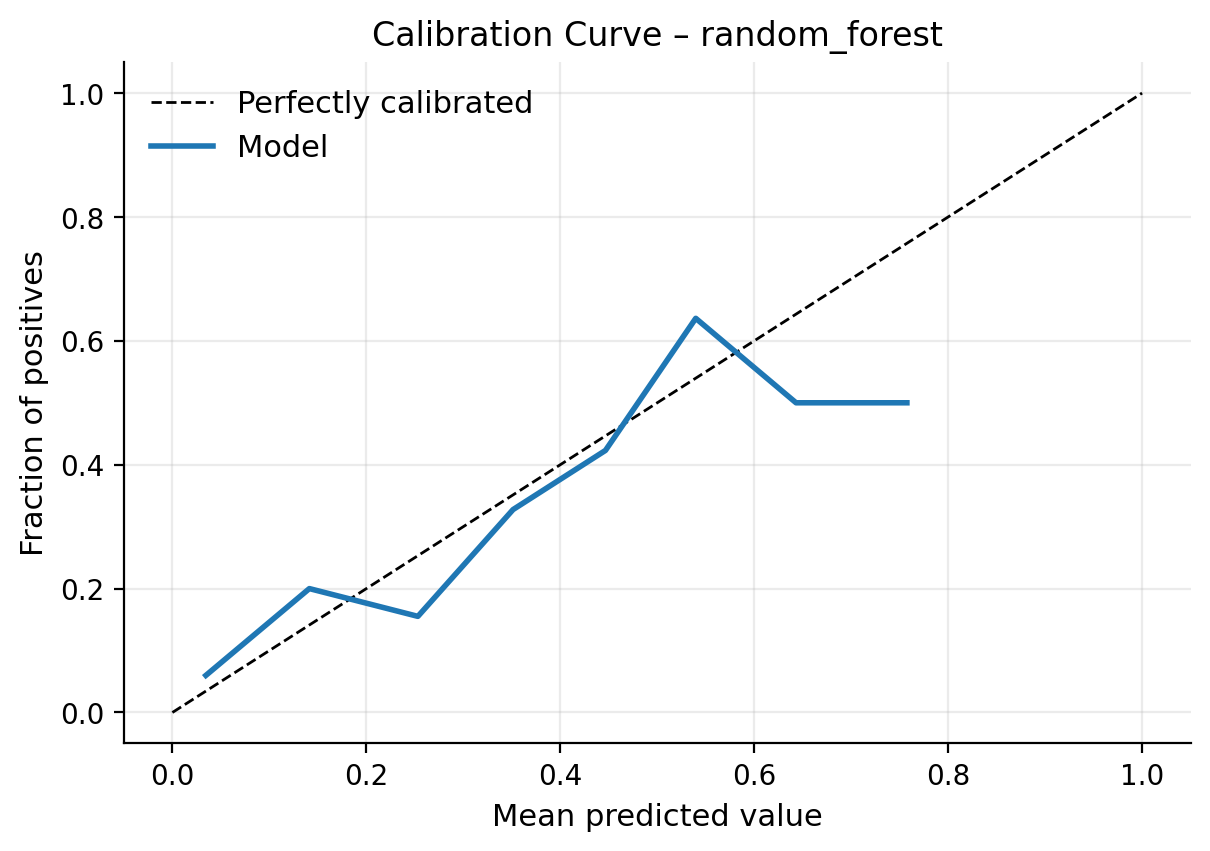 Calibration Curve – random_forest
Perfectly calibrated
Model
1.0
0.8
0.6
0.4
0.2
0.0
Fraction of positives
0.0 0.2 0.4 0.6 0.8 1.0
Mean predicted value